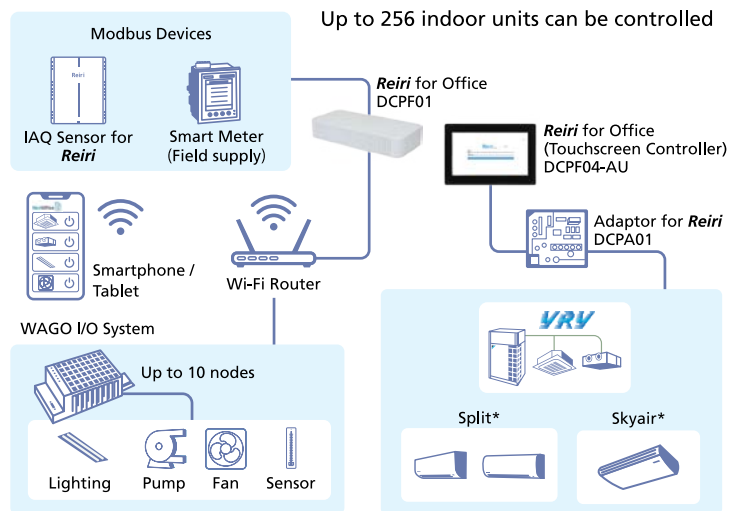 Up to 256 indoor units can be controlled
Modbus Devices
Reiri
IAQ Sensor for
Reiri
Smart Meter
(Field supply)
Reiri for Office
DCPF01
Reiri for Office
(Touchscreen Controller)
DCPF04-AU
Adaptor for Reiri
DCPA01
Smartphone /
Tablet
Wi-Fi Router
WAGO I/O System
Up to 10 nodes
Lighting
Pump
Fan
Sensor
VRV
Split*
Skyair*